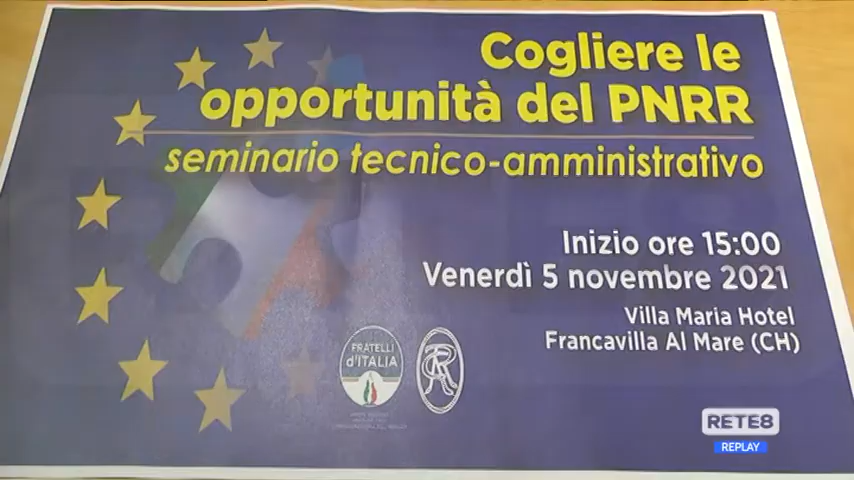 Cogliere le
opportunità del PNRR
seminario tecnico-amministrativo
Inizio ore 15:00
Venerdì 5 novembre 2021
Villa Maria Hotel
Francavilla Al Mare (CH)
FRATELLI
d'ITALIA
RETE8
REPLAY